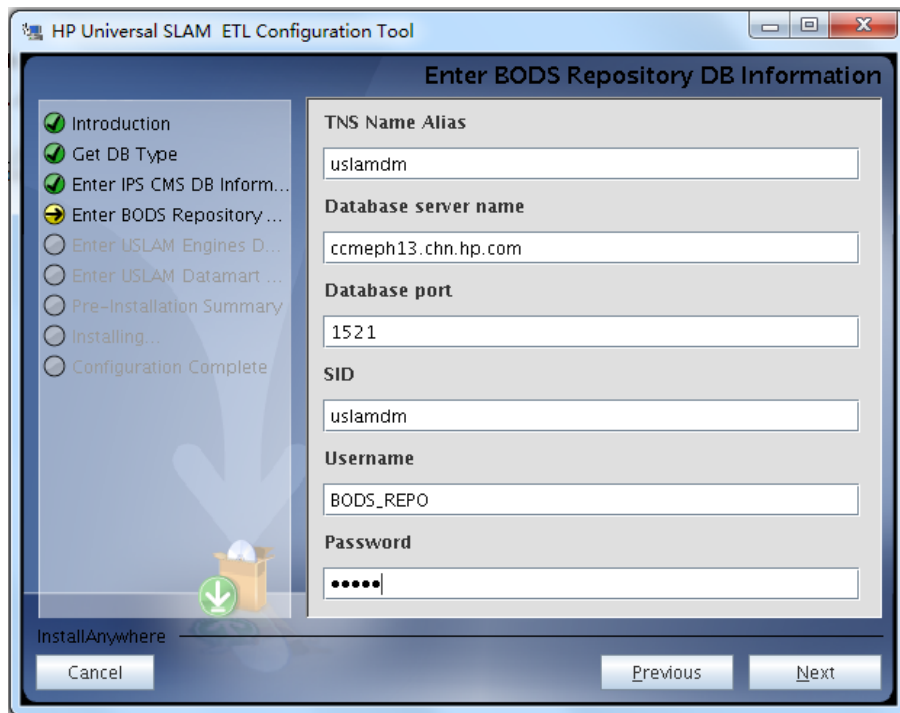 HP Universal SLAM ETL Configuration Tool
Enter BODS Repository DB Information
Introduction
Get DB Type
Enter IPS CMS DB Inform...
Enter BODS Repository ...
Enter USLAM Engines D...
Enter USLAM Datamart ...
Pre-Installation Summary
Installing...
Configuration Complete
TNS Name Alias
uslamdm
Database server name
ccmeph13.chn.hp.com
Database port
1521
SID
uslamdm
Username
BODS_REPO
Password
•••••
InstallAnywhere
Cancel
Previous
Next